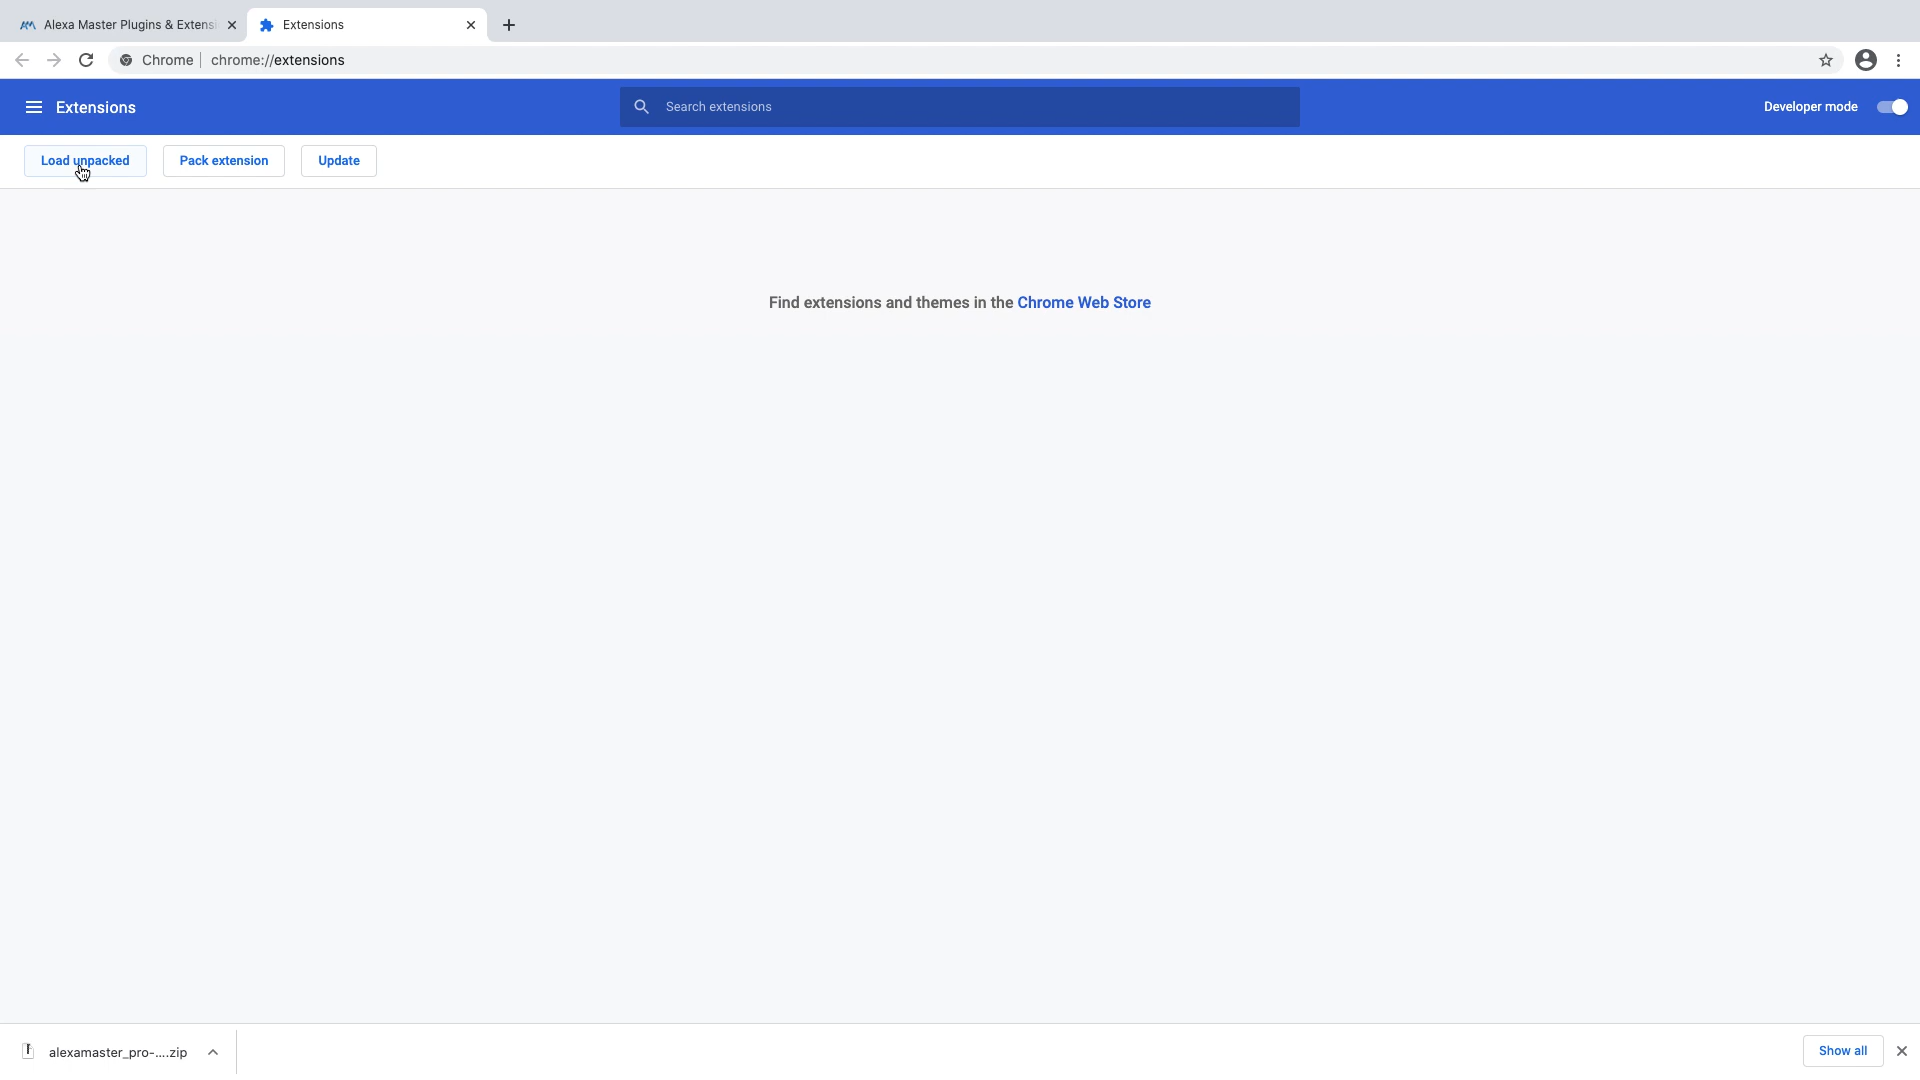 Alexa Master Plugins & Extens
Extensions
Chrome
chrome://extensions
Extensions
Search extensions
Developer mode
Load unpacked
Pack extension
Update
Find extensions and themes in the Chrome Web Store
alexamaster_pro-....zip
Show all